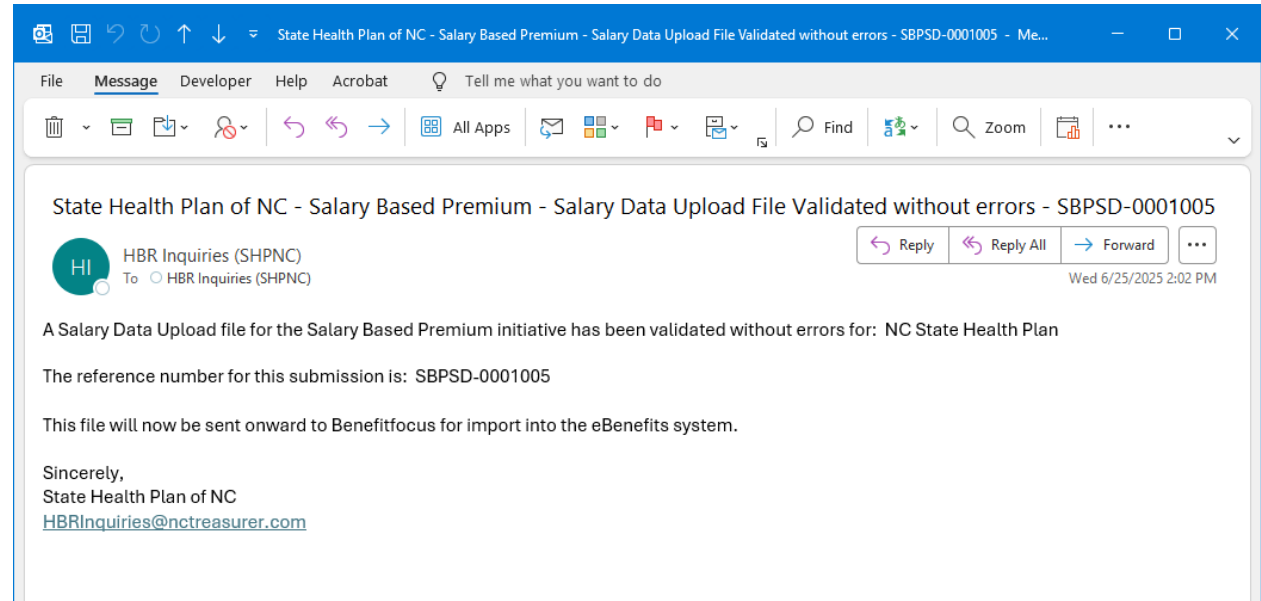 State Health Plan of NC - Salary Based Premium - Salary Data Upload File Validated without errors - SBPSD-0001005 - Me...
File Message Developer Help Acrobat Tell me what you want to do
All Apps Find Zoom
State Health Plan of NC - Salary Based Premium - Salary Data Upload File Validated without errors - SBPSD-0001005
HI
HBR Inquiries (SHPNC)
To HBR Inquiries (SHPNC)
Reply Reply All Forward
Wed 6/25/2025 2:02 PM
A Salary Data Upload file for the Salary Based Premium initiative has been validated without errors for: NC State Health Plan
The reference number for this submission is: SBPSD-0001005
This file will now be sent onward to Benefitfocus for import into the eBenefits system.
Sincerely,
State Health Plan of NC
HBRInquiries@nctreasurer.com